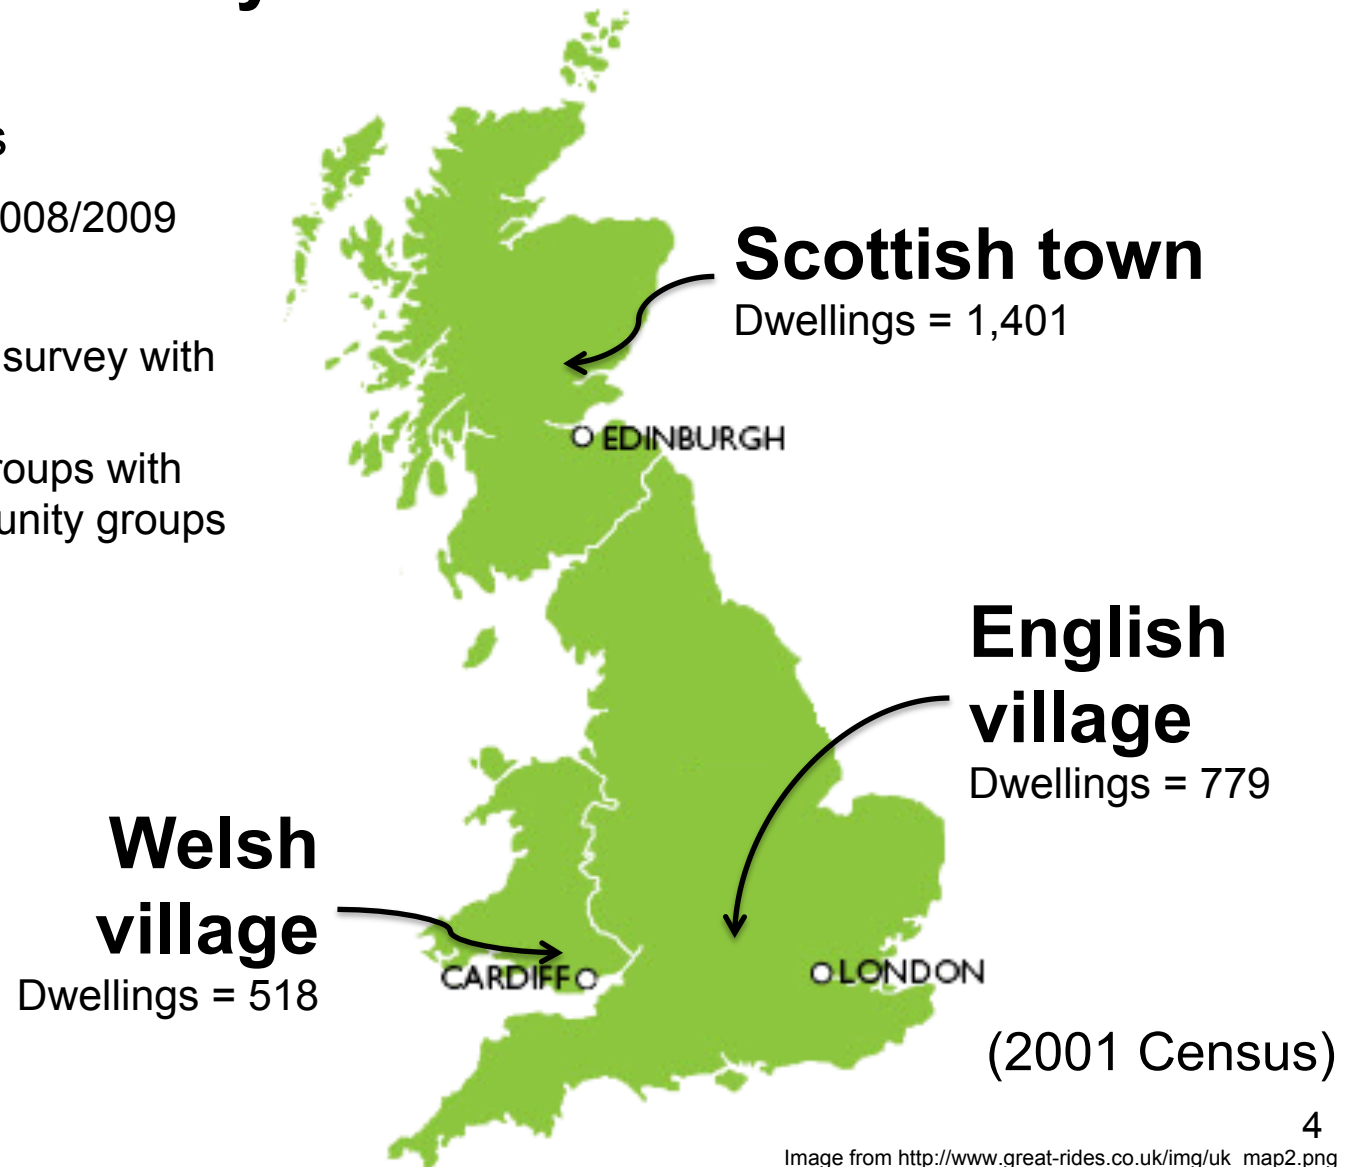 008/2009
survey with
roups with
unity groups
Scottish town
Dwellings = 1,401
EDINBURGH
English
village
Dwellings = 779
Welsh
village
Dwellings = 518
CARDIFF
LONDON
(2001 Census)
4
Image from http://www.great-rides.co.uk/img/uk_map2.png